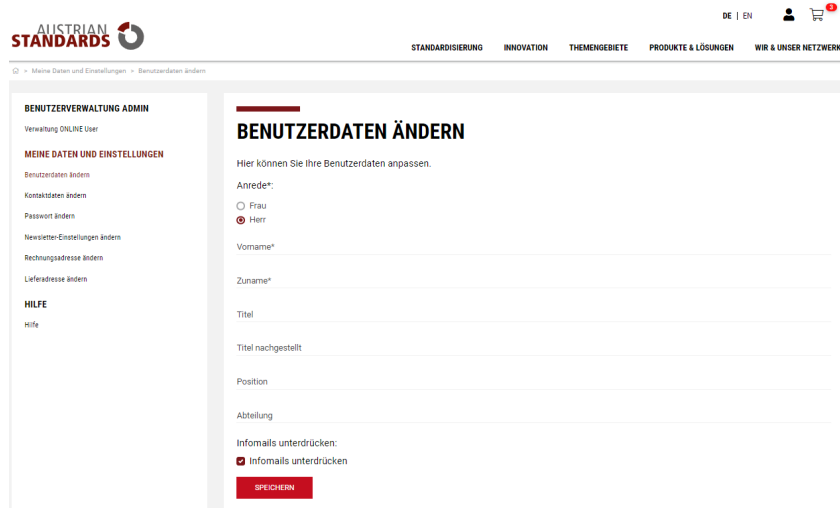 DE | EN
3
AUSTRIAN
STANDARDS
STANDARDISIERUNG INNOVATION THEMENGEBIETE PRODUKTE & LÖSUNGEN WIR & UNSER NETZWERK
> Meine Daten und Einstellungen > Benutzerdaten ändern
BENUTZERVERWALTUNG ADMIN
Verwaltung ONLINE User
MEINE DATEN UND EINSTELLUNGEN
Benutzerdaten ändern
Kontaktdaten ändern
Passwort ändern
Newsletter-Einstellungen ändern
Rechnungsadresse ändern
Lieferadresse ändern
HILFE
Hilfe
BENUTZERDATEN ÄNDERN
Hier können Sie Ihre Benutzerdaten anpassen.
Anrede*:
Frau
Herr
Vorname*
Zuname*
Titel
Titel nachgestellt
Position
Abteilung
Infomails unterdrücken:
Infomails unterdrücken
SPEICHERN